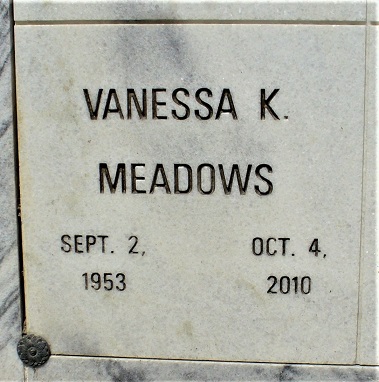 VANESSA K.
MEADOWS
SEPT. 2, OCT. 4,
1953 2010